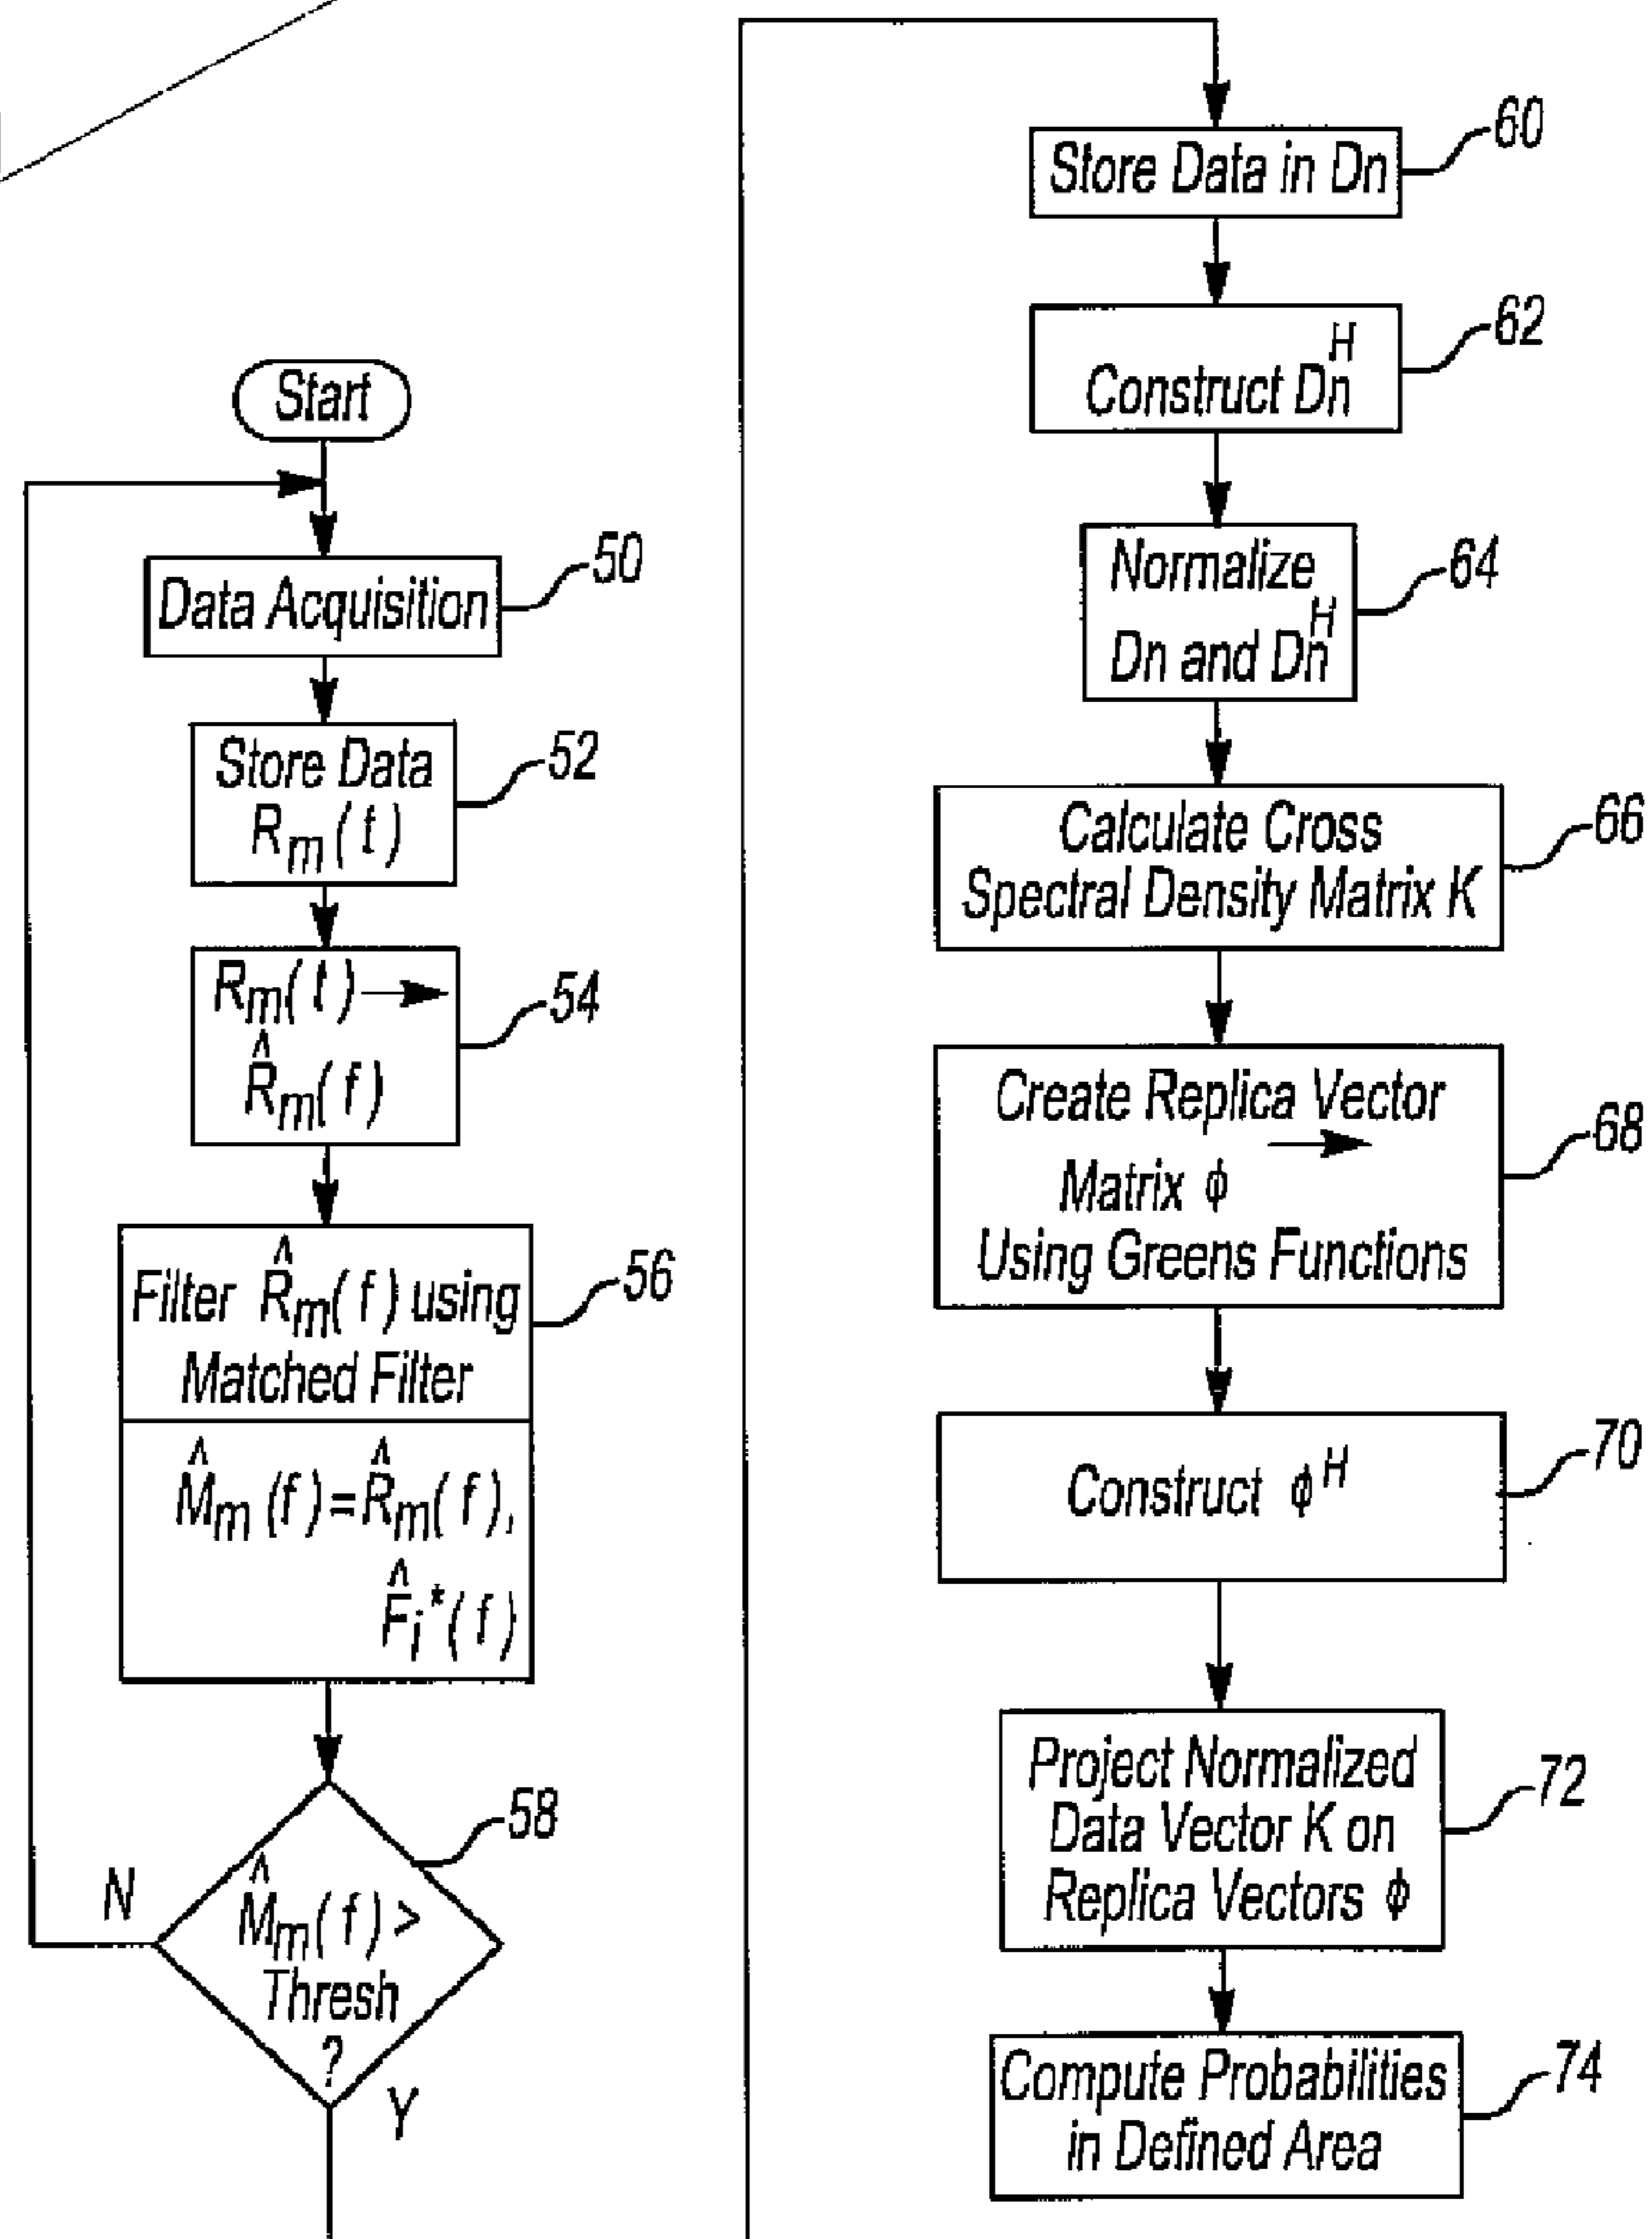 Start
Data Acquisition
50
Store Data
Rm(t)
52
Rm(t) →
R̂m(f)
54
Filter R̂m(f) using
Matched Filter
56
M̂m(f)=R̂m(f),
F̂i*(f)
58
N
M̂m(f) >
Thresh
?
Y
Store Data in Dn
60
Construct Dn^H
62
Normalize
Dn and Dn^H
64
Calculate Cross
Spectral Density Matrix K
66
Create Replica Vector
Matrix ϕ →
Using Greens Functions
68
Construct ϕ^H
70
Project Normalized
Data Vector K on
Replica Vectors ϕ
72
Compute Probabilities
in Defined Area
74